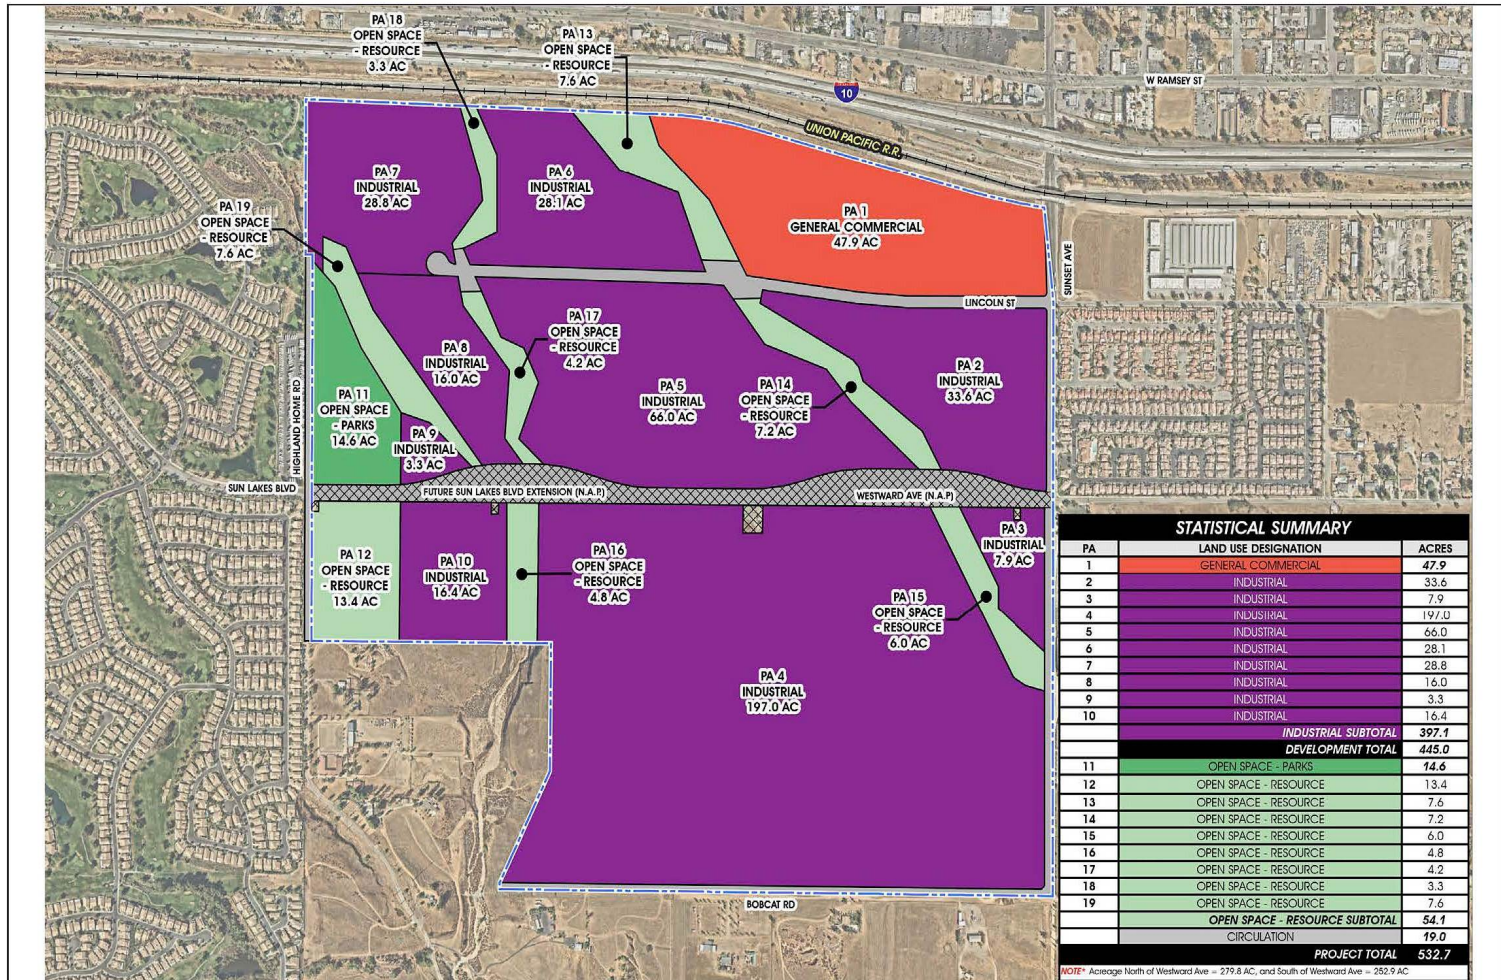 PA 18
OPEN SPACE
- RESOURCE
3.3 AC
PA 13
OPEN SPACE
- RESOURCE
7.6 AC
10
W RAMSEY ST
UNION PACIFIC R.R.
PA 7
INDUSTRIAL
28.8 AC
PA 6
INDUSTRIAL
28.1 AC
PA 1
GENERAL COMMERCIAL
47.9 AC
PA 19
OPEN SPACE
- RESOURCE
7.6 AC
SUNSET AVE
LINCOLN ST
PA 17
OPEN SPACE
- RESOURCE
4.2 AC
PA 8
INDUSTRIAL
16.0 AC
PA 5
INDUSTRIAL
66.0 AC
PA 14
OPEN SPACE
- RESOURCE
7.2 AC
PA 2
INDUSTRIAL
33.6 AC
HIGHLAND HOME RD
PA 11
OPEN SPACE
- PARKS
14.6 AC
PA 9
INDUSTRIAL
3.3 AC
SUN LAKES BLVD
FUTURE SUN LAKES BLVD EXTENSION (N.A.P.)
WESTWARD AVE (N.A.P)
PA 12
OPEN SPACE
- RESOURCE
13.4 AC
PA 10
INDUSTRIAL
16.4 AC
PA 16
OPEN SPACE
- RESOURCE
4.8 AC
PA 3
INDUSTRIAL
7.9 AC
PA 15
OPEN SPACE
- RESOURCE
6.0 AC
PA 4
INDUSTRIAL
197.0 AC
BOBCAT RD
STATISTICAL SUMMARY
PA LAND USE DESIGNATION ACRES
1 GENERAL COMMERCIAL 47.9
2 INDUSTRIAL 33.6
3 INDUSTRIAL 7.9
4 INDUSTRIAL 197.0
5 INDUSTRIAL 66.0
6 INDUSTRIAL 28.1
7 INDUSTRIAL 28.8
8 INDUSTRIAL 16.0
9 INDUSTRIAL 3.3
10 INDUSTRIAL 16.4
INDUSTRIAL SUBTOTAL 397.1
DEVELOPMENT TOTAL 445.0
11 OPEN SPACE - PARKS 14.6
12 OPEN SPACE - RESOURCE 13.4
13 OPEN SPACE - RESOURCE 7.6
14 OPEN SPACE - RESOURCE 7.2
15 OPEN SPACE - RESOURCE 6.0
16 OPEN SPACE - RESOURCE 4.8
17 OPEN SPACE - RESOURCE 4.2
18 OPEN SPACE - RESOURCE 3.3
19 OPEN SPACE - RESOURCE 7.6
OPEN SPACE - RESOURCE SUBTOTAL 54.1
CIRCULATION 19.0
PROJECT TOTAL 532.7
NOTE* Acreage North of Westward Ave = 279.8 AC, and South of Westward Ave = 252.9 AC